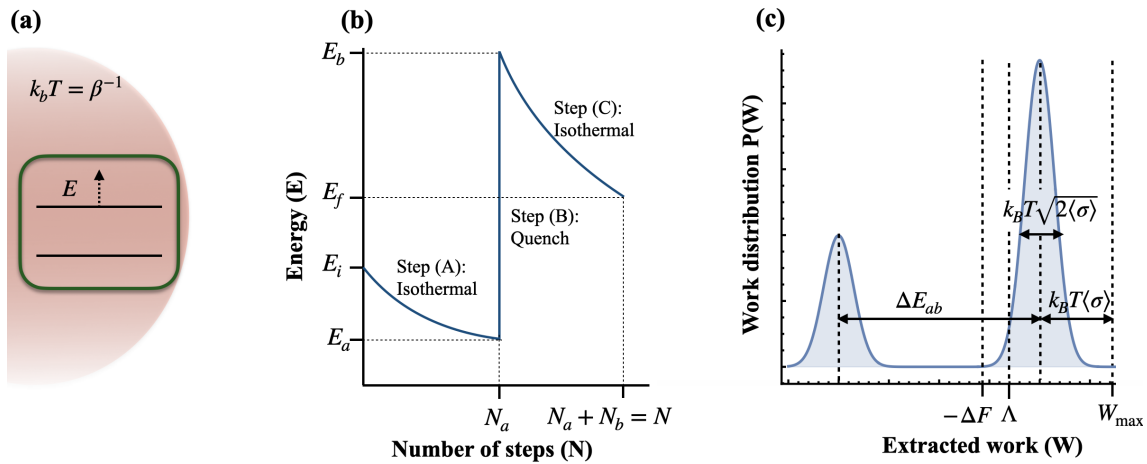 (a)
k_bT = β⁻¹
E
(b)
Energy (E)
E_b
E_f
E_i
E_a
Step (A):
Isothermal
Step (B):
Quench
Step (C):
Isothermal
N_a
N_a + N_b = N
Number of steps (N)
(c)
Work distribution P(W)
k_BT√2⟨σ⟩
ΔE_ab
k_BT⟨σ⟩
−ΔF
Λ
W_max
Extracted work (W)